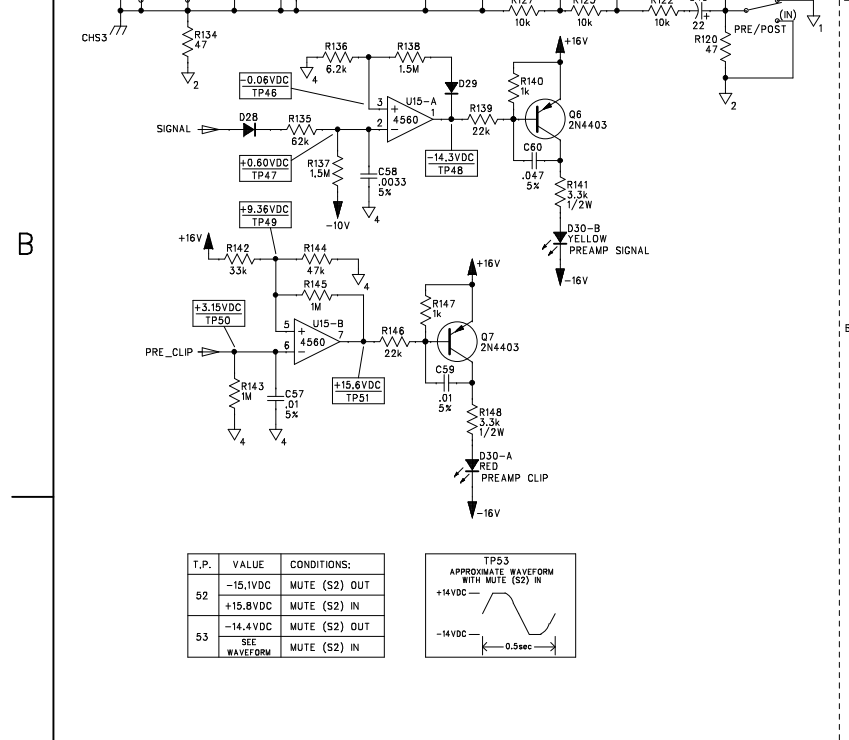 R127
10k
R123
10k
R122
10k
22
+
(IN)
PRE/POST
1
CHS3
R134
47
2
R120
47
2
R136
6.2k
4
R138
1.5M
D29
+16V
R140
1k
-0.06VDC
TP46
3
+
2
-
U15-A
4560
1
R139
22k
Q6
2N4403
SIGNAL
D28
R135
62k
+0.60VDC
TP47
R137
1.5M
C58
.0033
5%
4
-10V
-14.3VDC
TP48
C60
.047
5%
R141
3.3k
1/2W
D30-B
YELLOW
PREAMP SIGNAL
-16V
B
+9.36VDC
TP49
+16V
R142
33k
R144
47k
4
R145
1M
+3.15VDC
TP50
5
+
6
-
U15-B
4560
7
R146
22k
+16V
R147
1k
Q7
2N4403
PRE_CLIP
R143
1M
4
C57
.01
5%
4
+15.6VDC
TP51
C59
.01
5%
R148
3.3k
1/2W
D30-A
RED
PREAMP CLIP
-16V
T.P.
VALUE
CONDITIONS:
52
-15.1VDC
MUTE (S2) OUT
+15.8VDC
MUTE (S2) IN
53
-14.4VDC
MUTE (S2) OUT
SEE
WAVEFORM
MUTE (S2) IN
TP53
APPROXIMATE WAVEFORM
WITH MUTE (S2) IN
+14VDC
-14VDC
0.5sec